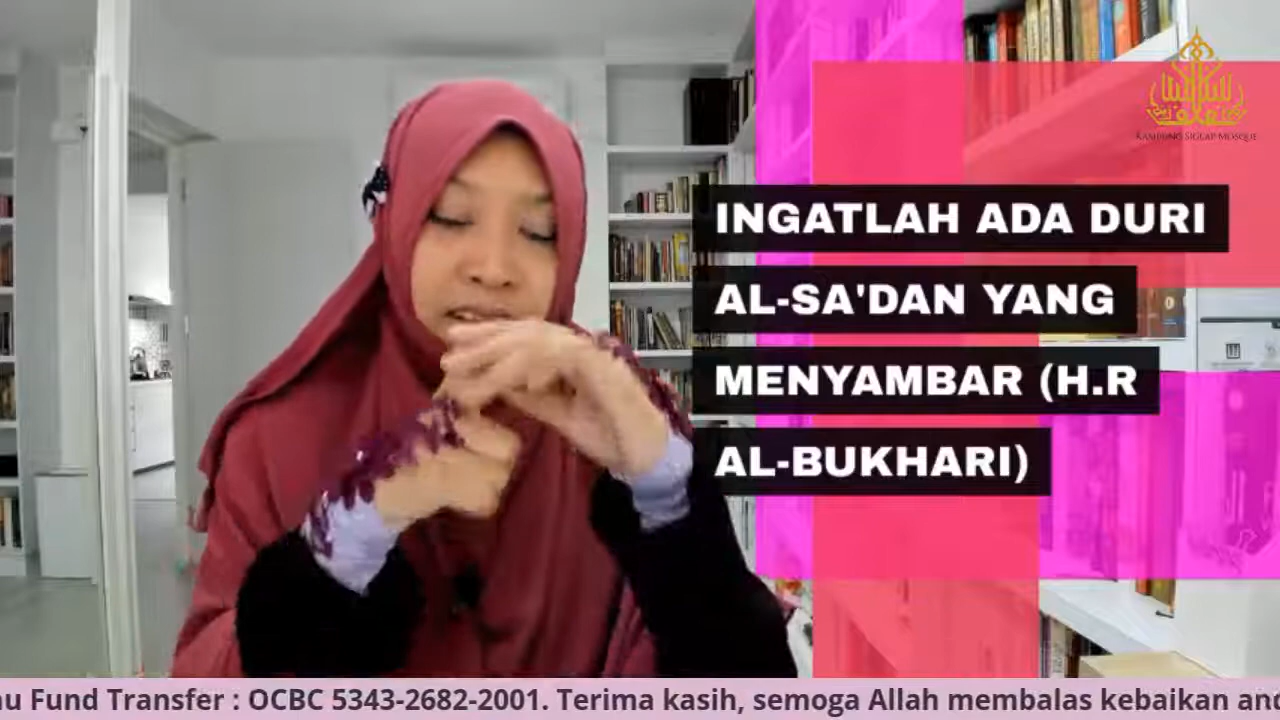 KAMPUNG SIGLAP MOSQUE
INGATLAH ADA DURI
AL-SA'DAN YANG
MENYAMBAR (H.R
AL-BUKHARI)
Fund Transfer : OCBC 5343-2682-2001. Terima kasih, semoga Allah membalas kebaikan